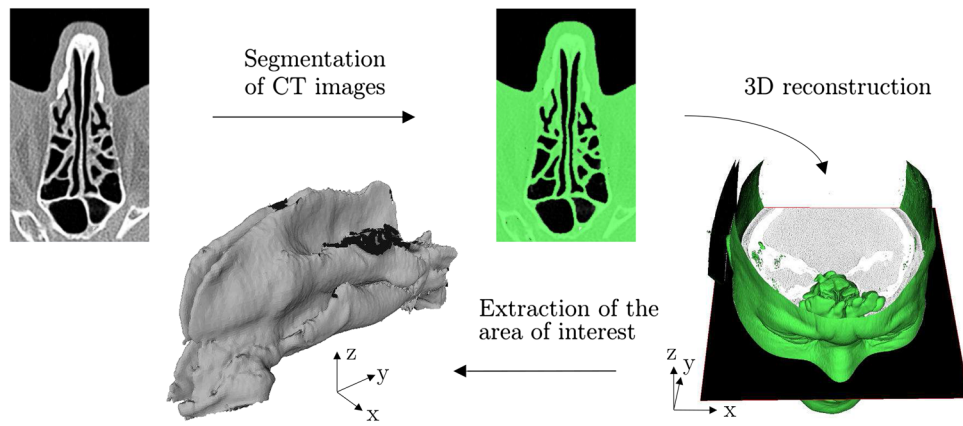 Segmentation
of CT images
3D reconstruction
Extraction of the
area of interest
z
y
x
z
y
x